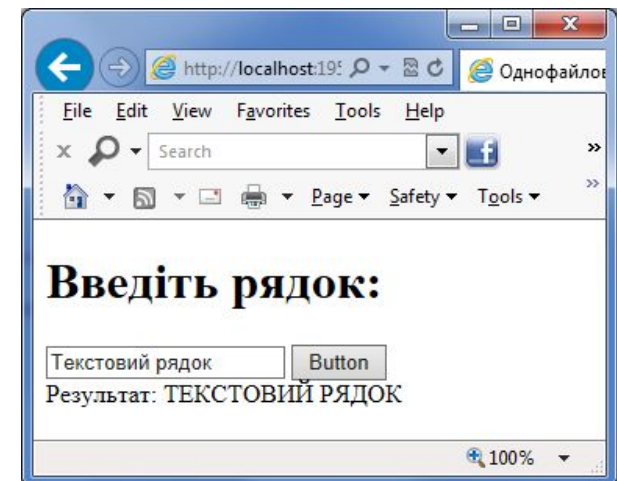 http://localhost:19
Однофайлов
File Edit View Favorites Tools Help
x Search f
Page Safety Tools
Введіть рядок:
Текстовий рядок Button
Результат: ТЕКСТОВИЙ РЯДОК
100%